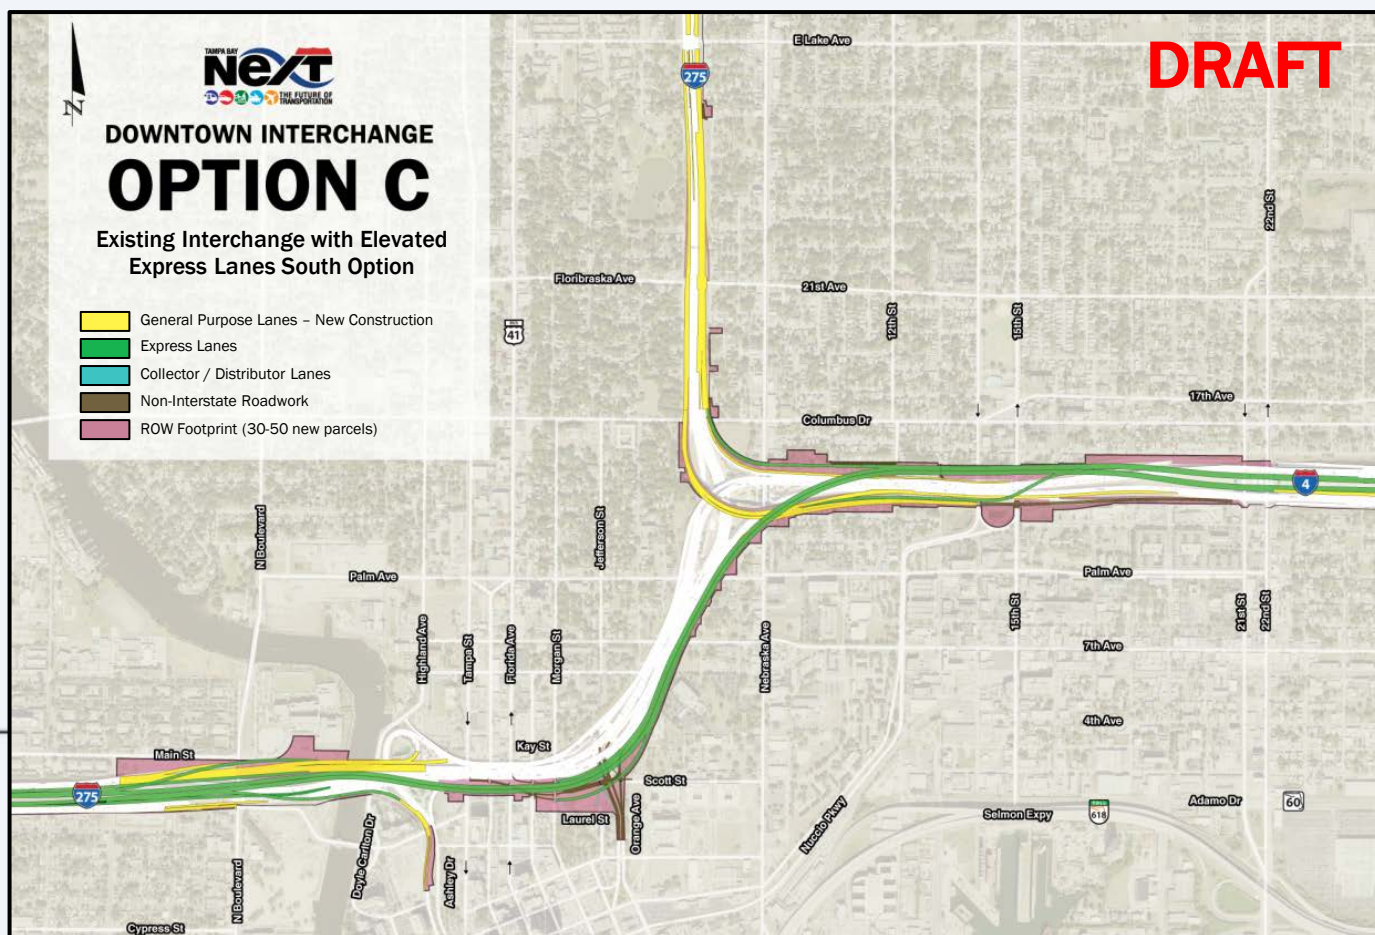 DRAFT
N
TAMPA BAY
NEXT
THE FUTURE OF
TRANSPORTATION
DOWNTOWN INTERCHANGE
OPTION C
Existing Interchange with Elevated
Express Lanes South Option
General Purpose Lanes – New Construction
Express Lanes
Collector / Distributor Lanes
Non-Interstate Roadwork
ROW Footprint (30-50 new parcels)
E Lake Ave
275
22nd St
Floribraska Ave
21st Ave
12th St
15th St
41
17th Ave
Columbus Dr
4
N Boulevard
Jefferson St
Palm Ave
Palm Ave
15th St
21st St
22nd St
Highland Ave
Tampa St
Florida Ave
Morgan St
Nebraska Ave
7th Ave
4th Ave
Kay St
Main St
Scott St
275
Laurel St
Orange Ave
Nuccio Pkwy
Selmon Expy
618
Adamo Dr
60
N Boulevard
Doyle Carlton Dr
Ashley Dr
Cypress St